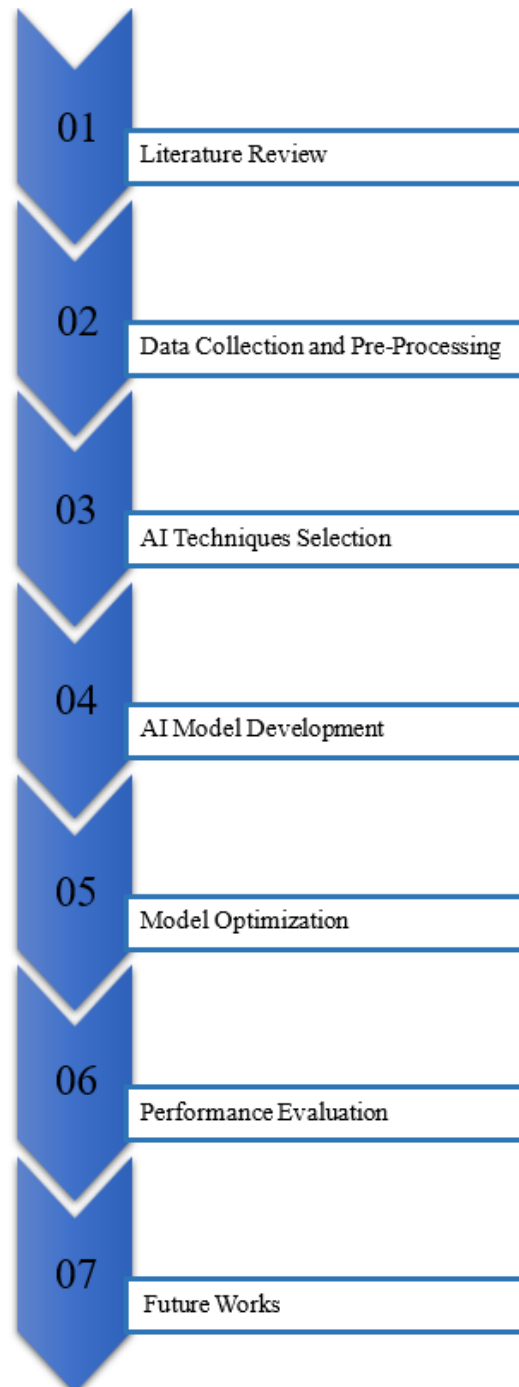 01
Literature Review
02
Data Collection and Pre-Processing
03
AI Techniques Selection
04
AI Model Development
05
Model Optimization
06
Performance Evaluation
07
Future Works